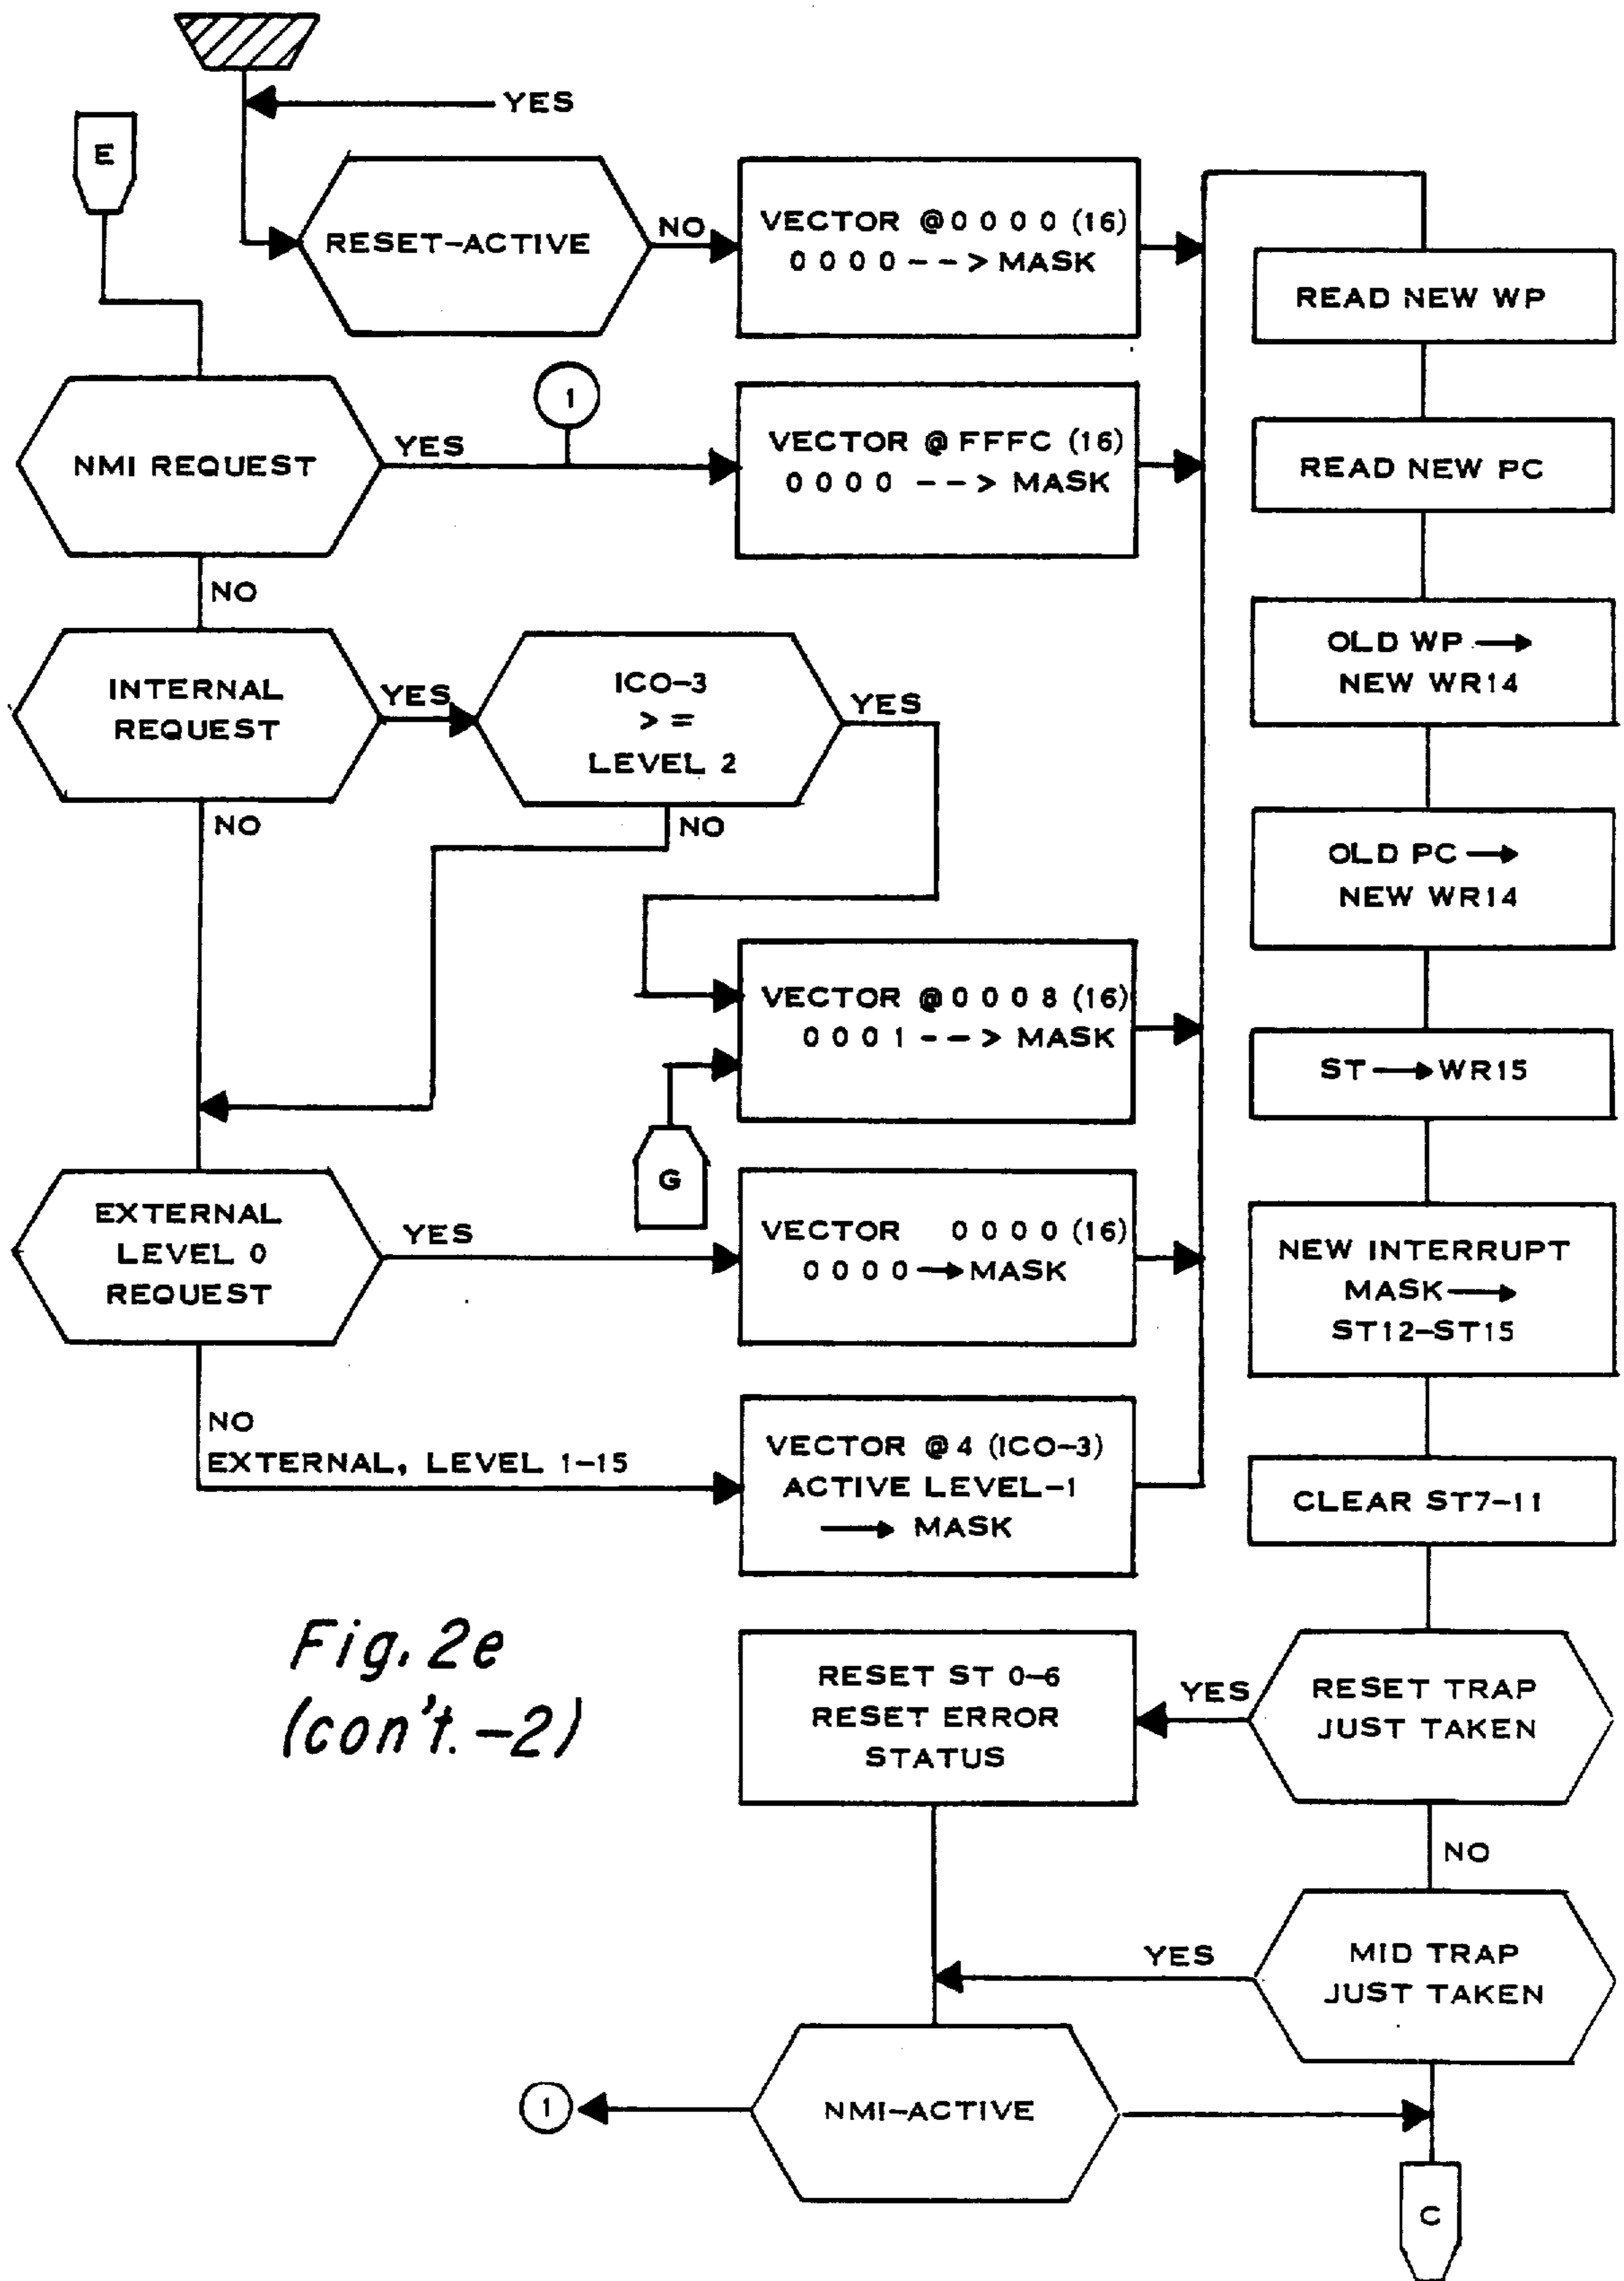 YES
E
RESET-ACTIVE
NO
VECTOR @0000 (16)
0000--> MASK
READ NEW WP
NMI REQUEST
YES
1
VECTOR @ FFFC (16)
0000 --> MASK
READ NEW PC
NO
INTERNAL
REQUEST
YES
ICO-3
>=
LEVEL 2
YES
OLD WP →
NEW WR14
NO
NO
OLD PC →
NEW WR14
VECTOR @0008 (16)
0001--> MASK
G
ST→WR15
EXTERNAL
LEVEL 0
REQUEST
YES
VECTOR 0000 (16)
0000→MASK
NEW INTERRUPT
MASK→
ST12-ST15
NO
EXTERNAL, LEVEL 1-15
VECTOR @4 (ICO-3)
ACTIVE LEVEL-1
→ MASK
CLEAR ST7-11
Fig. 2e
(con't. -2)
RESET ST 0-6
RESET ERROR
STATUS
YES
RESET TRAP
JUST TAKEN
NO
YES
MID TRAP
JUST TAKEN
1
NMI-ACTIVE
C